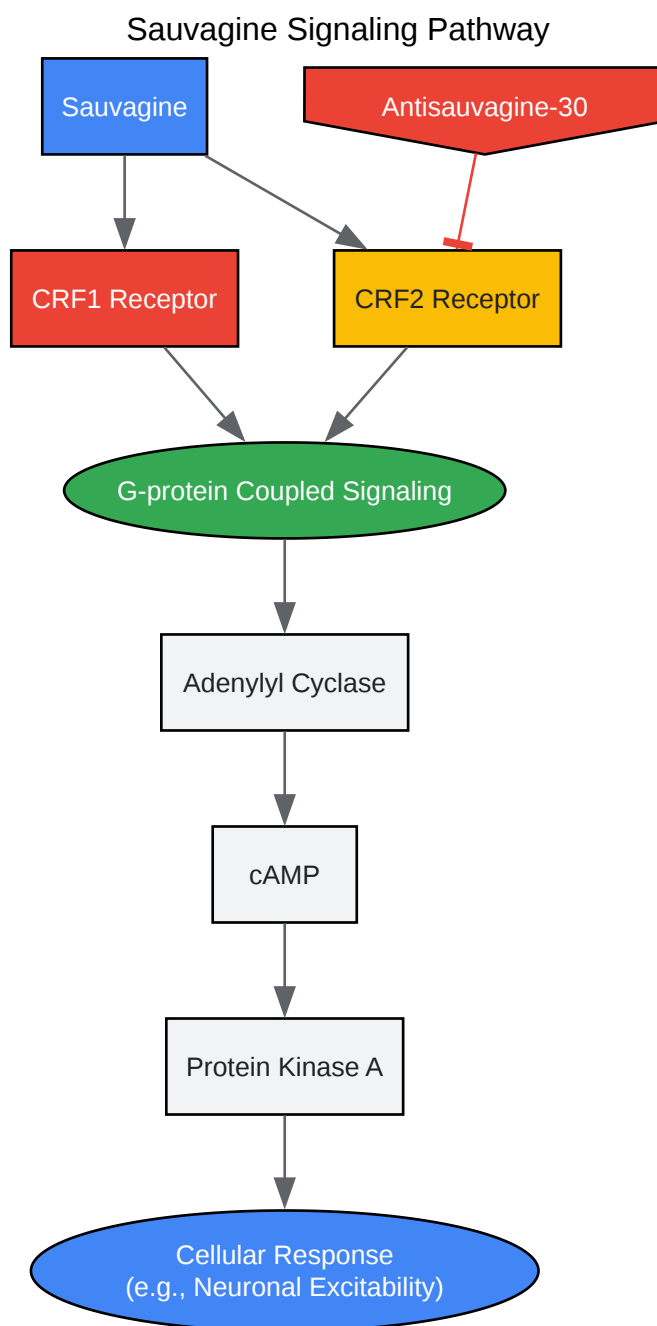 Sauvagine Signaling Pathway
Sauvagine
Antisauvagine-30
CRF1 Receptor
CRF2 Receptor
G-protein Coupled Signaling
Adenylyl Cyclase
cAMP
Protein Kinase A
Cellular Response
(e.g., Neuronal Excitability)